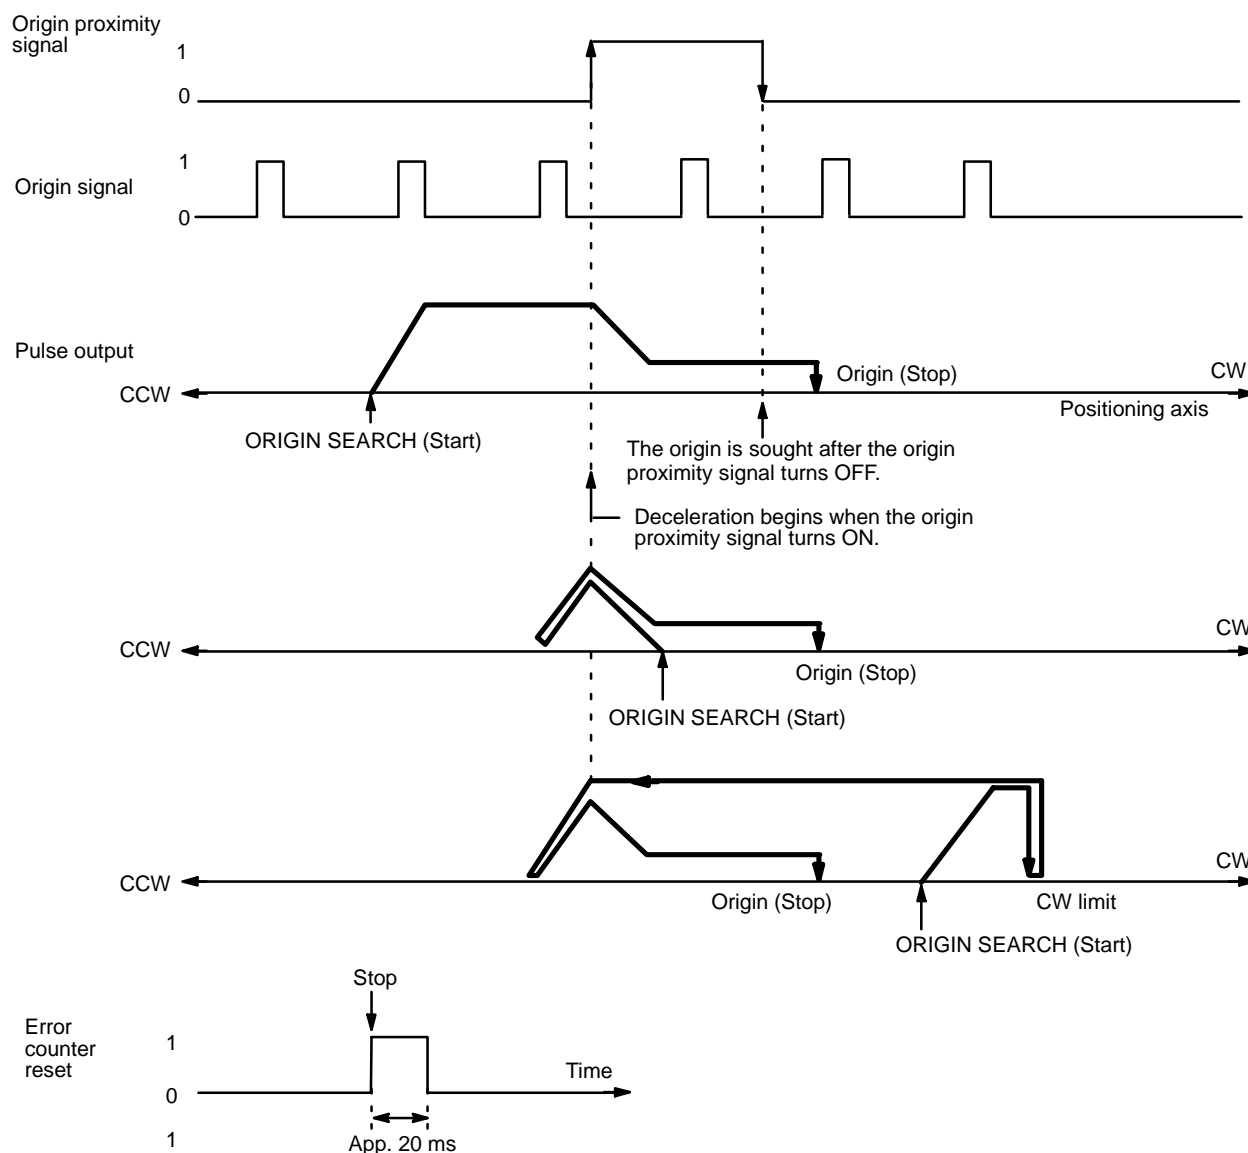 Origin proximity
signal
1
0
1
Origin signal
0
Pulse output
CCW
Origin (Stop)
CW
Positioning axis
ORIGIN SEARCH (Start)
The origin is sought after the origin
proximity signal turns OFF.
Deceleration begins when the origin
proximity signal turns ON.
CCW
CW
Origin (Stop)
ORIGIN SEARCH (Start)
CCW
CW
Origin (Stop)
CW limit
ORIGIN SEARCH (Start)
Stop
Error
counter
reset
1
0
Time
1
App. 20 ms